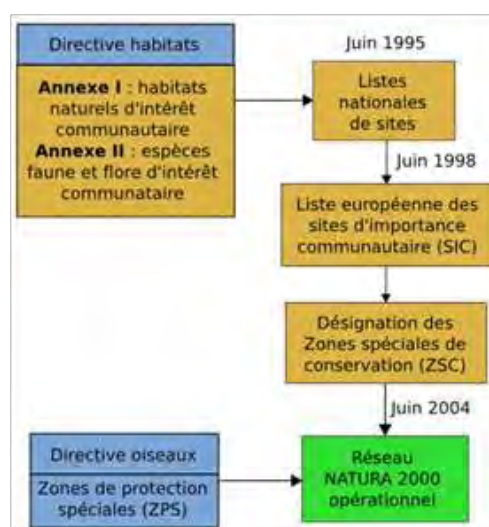 Directive habitats
Annexe I : habitats
naturels d'intérêt
communautaire
Annexe II : espèces
faune et flore d'intérêt
communataire
Juin 1995
Listes
nationales
de sites
Juin 1998
Liste européenne des
sites d'importance
communautaire (SIC)
Désignation des
Zones spéciales de
conservation (ZSC)
Juin 2004
Directive oiseaux
Zones de protection
spéciales (ZPS)
Réseau
NATURA 2000
opérationnel